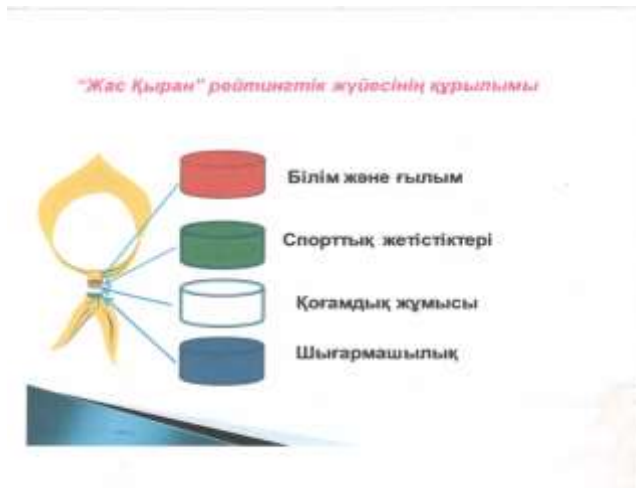 "Жас Қыран" рейтингтік жүйесінің құрылымы
Білім және ғылым
Спорттық жетістіктері
Қоғамдық жұмысы
Шығармашылық